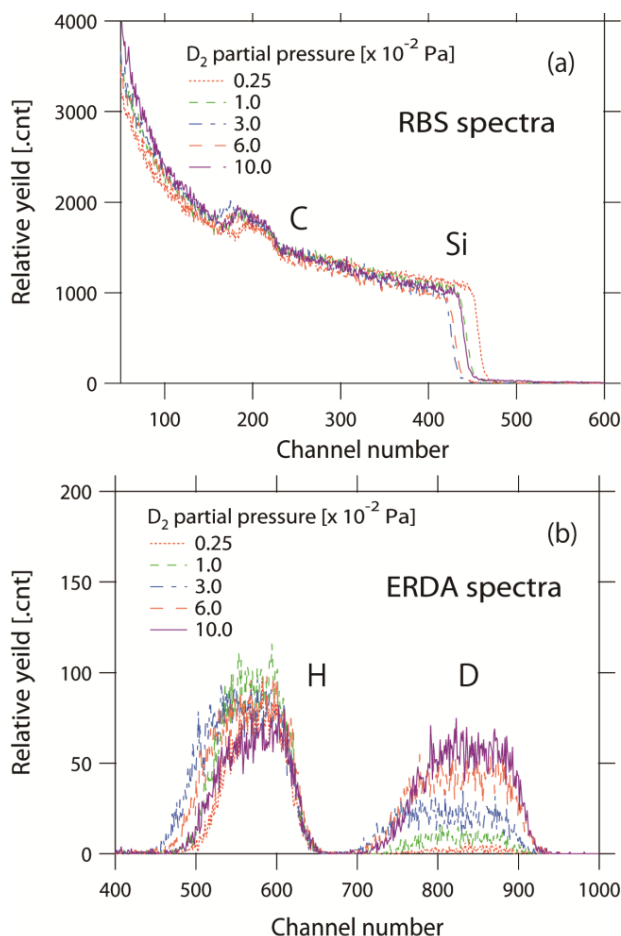 4000
3000
2000
1000
0
Relative yeild [.cnt]
D2 partial pressure [x 10-2 Pa]
0.25
1.0
3.0
6.0
10.0
(a)
RBS spectra
C
Si
100 200 300 400 500 600
Channel number
200
150
100
50
0
Relative yeild [.cnt]
D2 partial pressure [x 10-2 Pa]
0.25
1.0
3.0
6.0
10.0
(b)
ERDA spectra
H
D
400 500 600 700 800 900 1000
Channel number